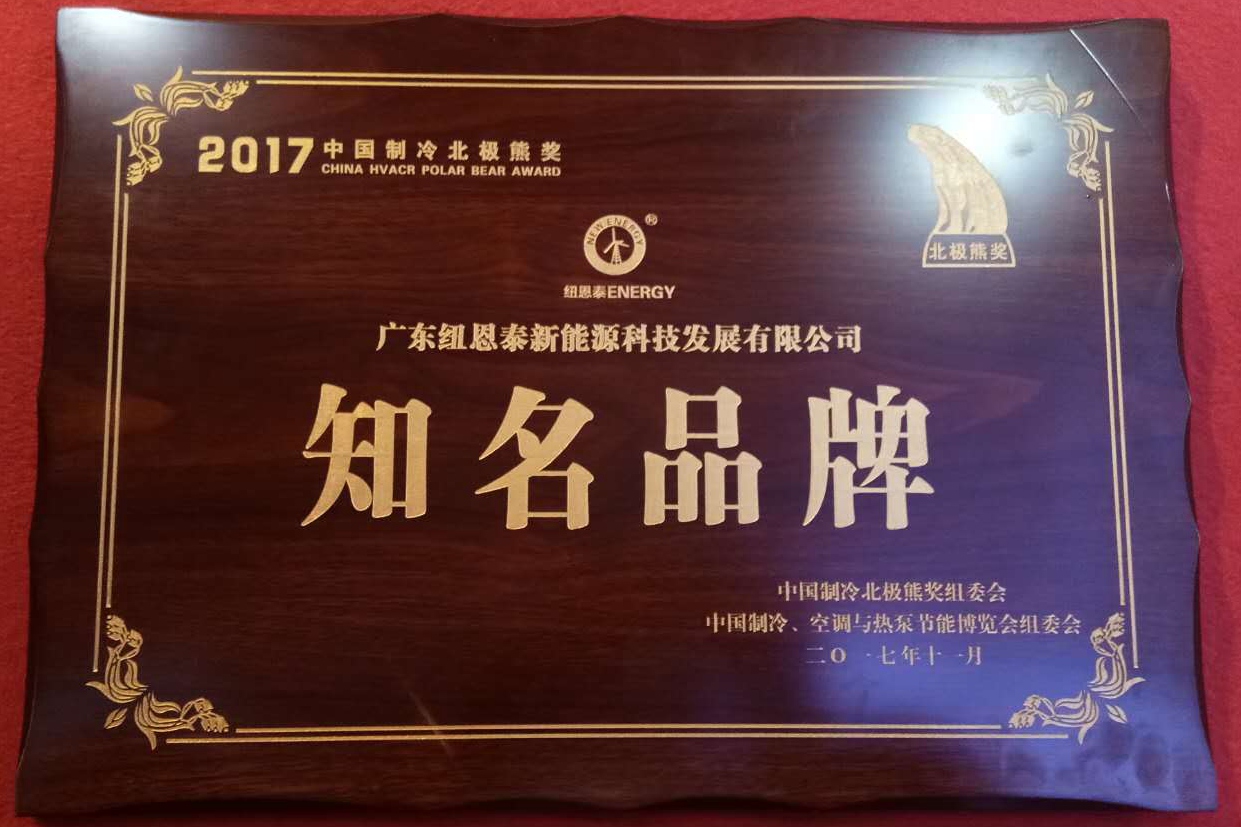 2017 中国制冷北极熊奖
CHINA HVACR POLAR BEAR AWARD
北极熊奖
NEW ENERGY
®
纽恩泰ENERGY
广东纽恩泰新能源科技发展有限公司
知名品牌
中国制冷北极熊奖组委会
中国制冷、空调与热泵节能博览会组委会
二O一七年十一月